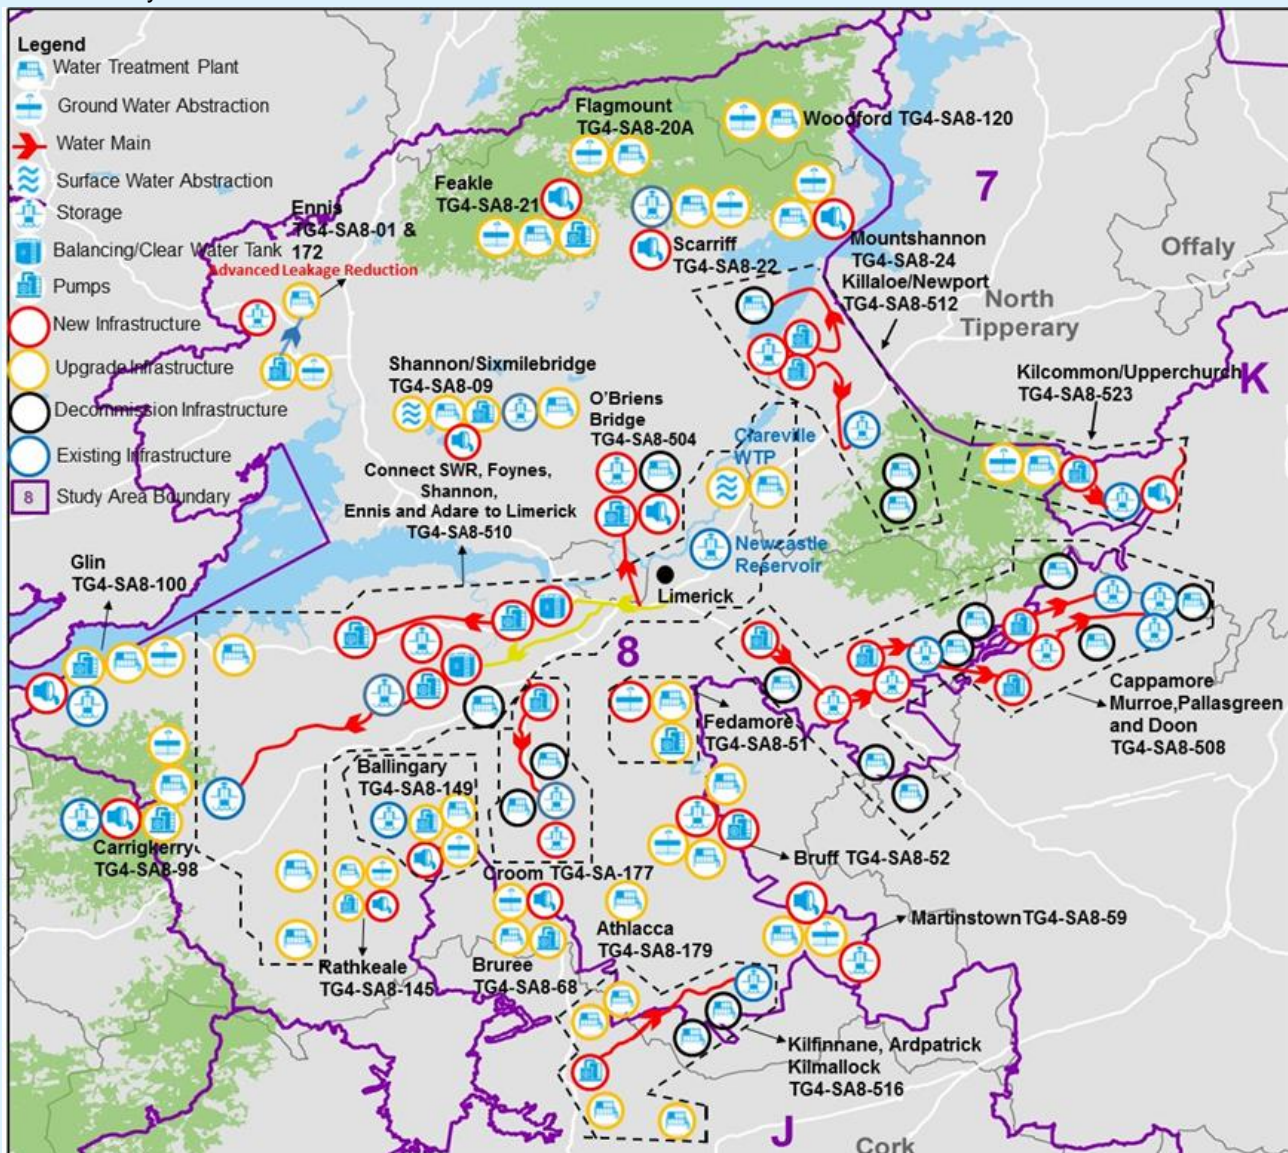 Legend
Water Treatment Plant
Ground Water Abstraction
Water Main
Surface Water Abstraction
Storage
Balancing/Clear Water Tank
Pumps
New Infrastructure
Upgrade Infrastructure
Decommission Infrastructure
Existing Infrastructure
8 Study Area Boundary
Ennis
TG4-SA8-01 &
172
Advanced Leakage Reduction
Flagmount
TG4-SA8-20A
Woodford TG4-SA8-120
Feakle
TG4-SA8-21
Scarriff
TG4-SA8-22
Mountshannon
TG4-SA8-24
Killaloe/Newport
TG4-SA8-512
7
Offaly
North
Tipperary
K
Kilcommon/Upperchurch
TG4-SA8-523
Shannon/Sixmilebridge
TG4-SA8-09
O'Briens
Bridge
TG4-SA8-504
Clareville
WTP
Newcastle
Reservoir
Connect SWR, Foynes,
Shannon,
Ennis and Adare to Limerick
TG4-SA8-510
Limerick
Glin
TG4-SA8-100
8
Cappamore
Murroe,Pallasgreen
and Doon
TG4-SA8-508
Fedamore
TG4-SA8-51
Ballingary
TG4-SA8-149
Carrigkerry
TG4-SA8-98
Bruff TG4-SA8-52
Croom TG4-SA-177
Martinstown TG4-SA8-59
Athlacca
TG4-SA8-179
Rathkeale
TG4-SA8-145
Bruree
TG4-SA8-68
Kilfinnane, Ardpatrick
Kilmallock
TG4-SA8-516
J
Cork